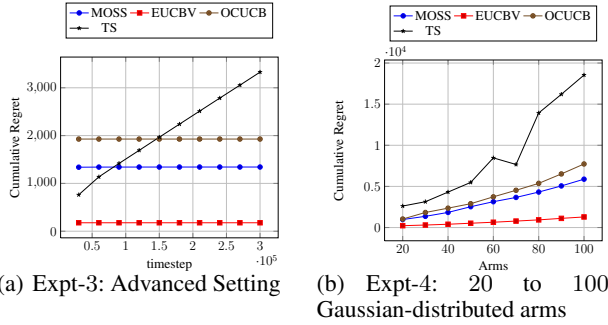 MOSS EUCBV OCUCB
TS
Cumulative Regret
3,000
2,000
1,000
0
0.5 1 1.5 2 2.5 3
·10^5
timestep
(a) Expt-3: Advanced Setting
MOSS EUCBV OCUCB
TS
·10^4
Cumulative Regret
2
1.5
1
0.5
0
20 40 60 80 100
Arms
(b) Expt-4: 20 to 100
Gaussian-distributed arms